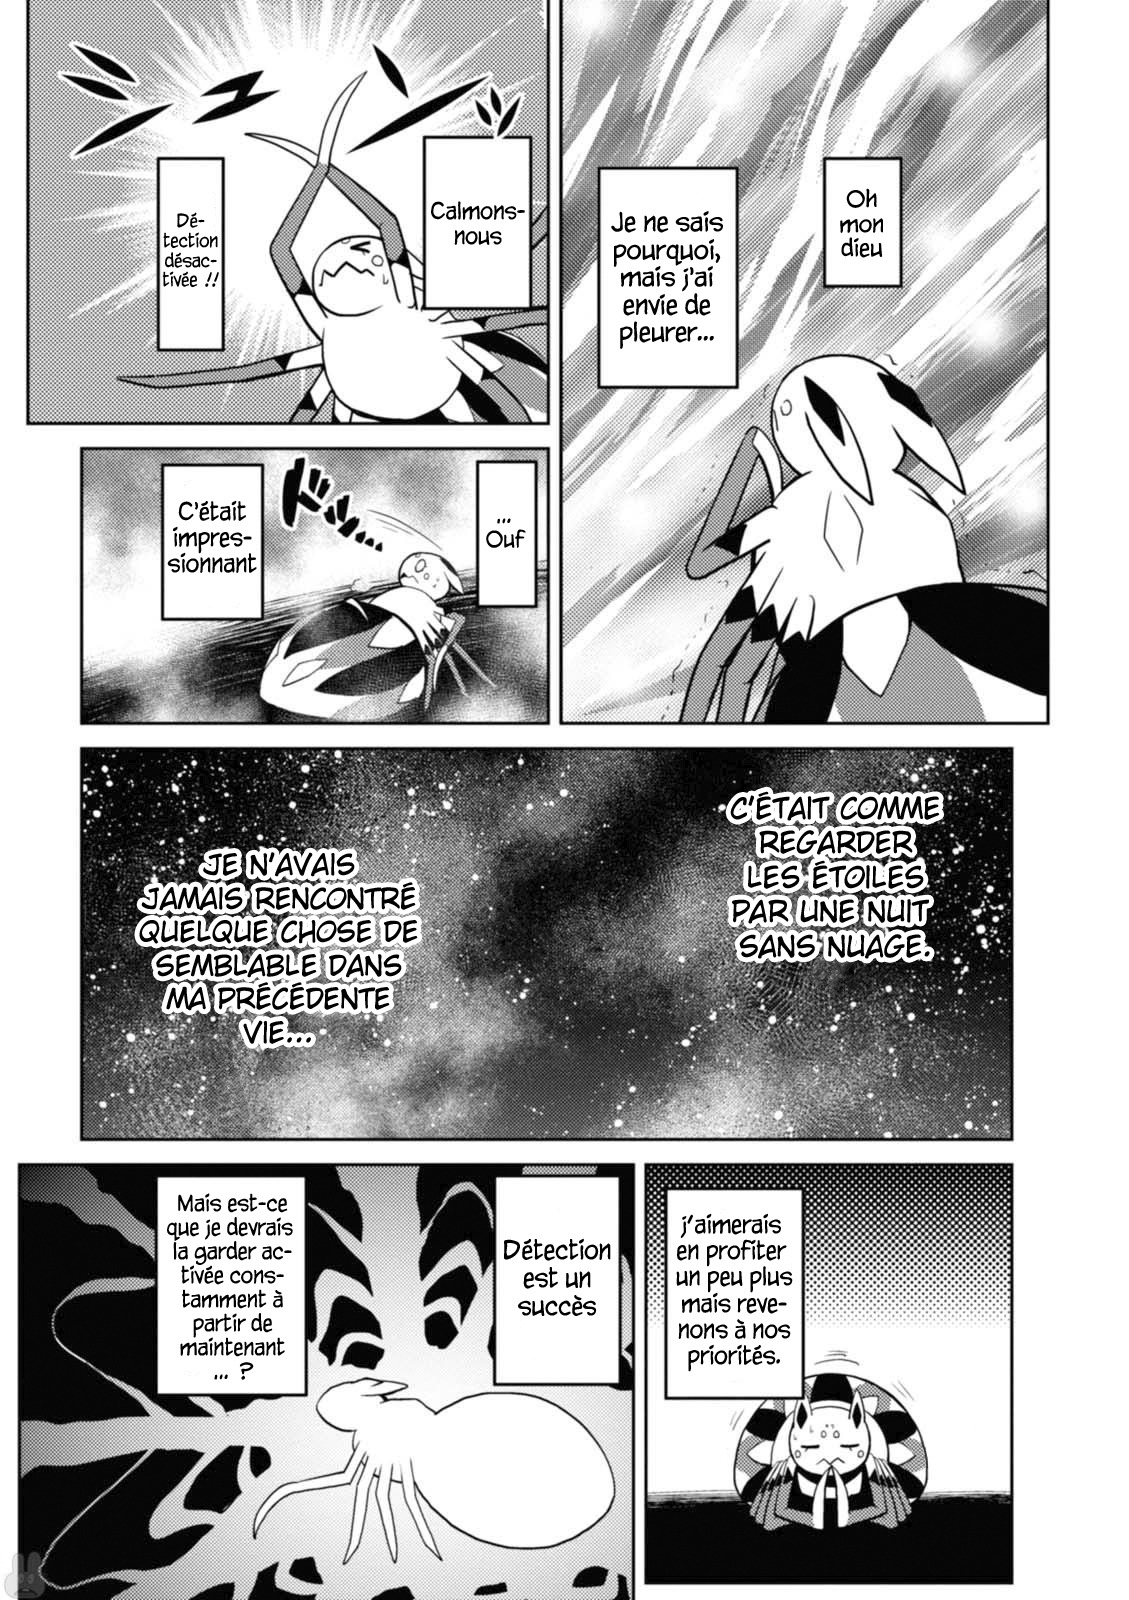 Oh
mon
dieu
Je ne sais
pourquoi,
mais j'ai
envie de
pleurer...
Calmons-
nous
Dé-
tection
désac-
tivée !!
...
Ouf
ドッ......
C'était
impres-
sionnant
C'ÉTAIT COMME
REGARDER
LES ÉTOILES
PAR UNE NUIT
SANS NUAGE.
JE N'AVAIS
JAMAIS RENCONTRÉ
QUELQUE CHOSE DE
SEMBLABLE DANS
MA PRÉCÉDENTE
VIE...
j'aimerais
en profiter
un peu plus
mais reve-
nons à nos
priorités.
Détection
est un
succès
Mais est-ce
que je devrais
la garder ac-
tivée cons-
tamment à
partir de
maintenant
... ?